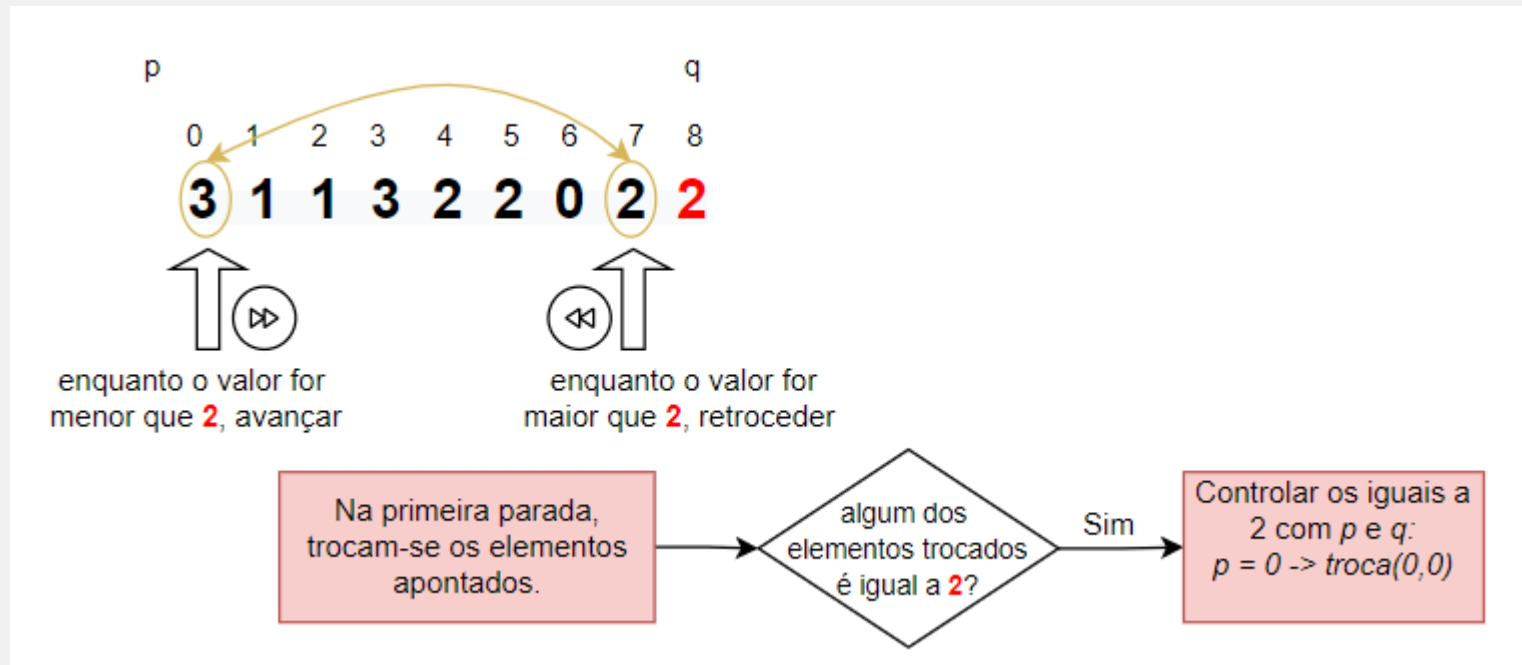 p q
0 1 2 3 4 5 6 7 8
3 1 1 3 2 2 0 2 2
enquanto o valor for
menor que 2, avançar
enquanto o valor for
maior que 2, retroceder
Na primeira parada,
trocam-se os elementos
apontados.
algum dos
elementos trocados
é igual a 2?
Sim
Controlar os iguais a
2 com p e q:
p = 0 -> troca(0,0)